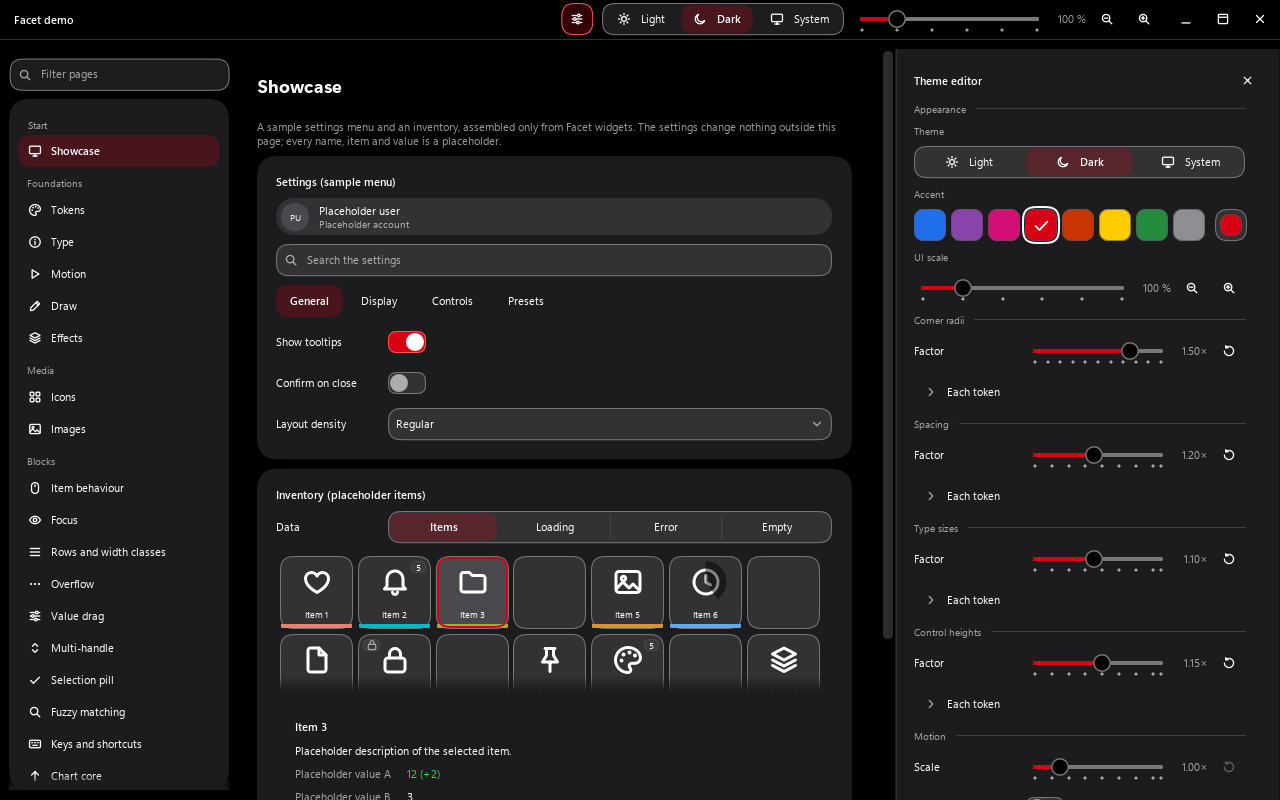 Facet demo
Light
Dark
System
100 %
Filter pages
Start
Showcase
Foundations
Tokens
Type
Motion
Draw
Effects
Media
Icons
Images
Blocks
Item behaviour
Focus
Rows and width classes
Overflow
Value drag
Multi-handle
Selection pill
Fuzzy matching
Keys and shortcuts
Chart core
Showcase
A sample settings menu and an inventory, assembled only from Facet widgets. The settings change nothing outside this
page; every name, item and value is a placeholder.
Settings (sample menu)
PU
Placeholder user
Placeholder account
Search the settings
General
Display
Controls
Presets
Show tooltips
Confirm on close
Layout density
Regular
Inventory (placeholder items)
Data
Items
Loading
Error
Empty
Item 1
5
Item 2
Item 3
Item 5
Item 6
5
Item 3
Placeholder description of the selected item.
Placeholder value A
12 (+2)
Placeholder value B
3
Theme editor
Appearance
Theme
Light
Dark
System
Accent
UI scale
100 %
Corner radii
Factor
1.50×
Each token
Spacing
Factor
1.20×
Each token
Type sizes
Factor
1.10×
Each token
Control heights
Factor
1.15×
Each token
Motion
Scale
1.00×